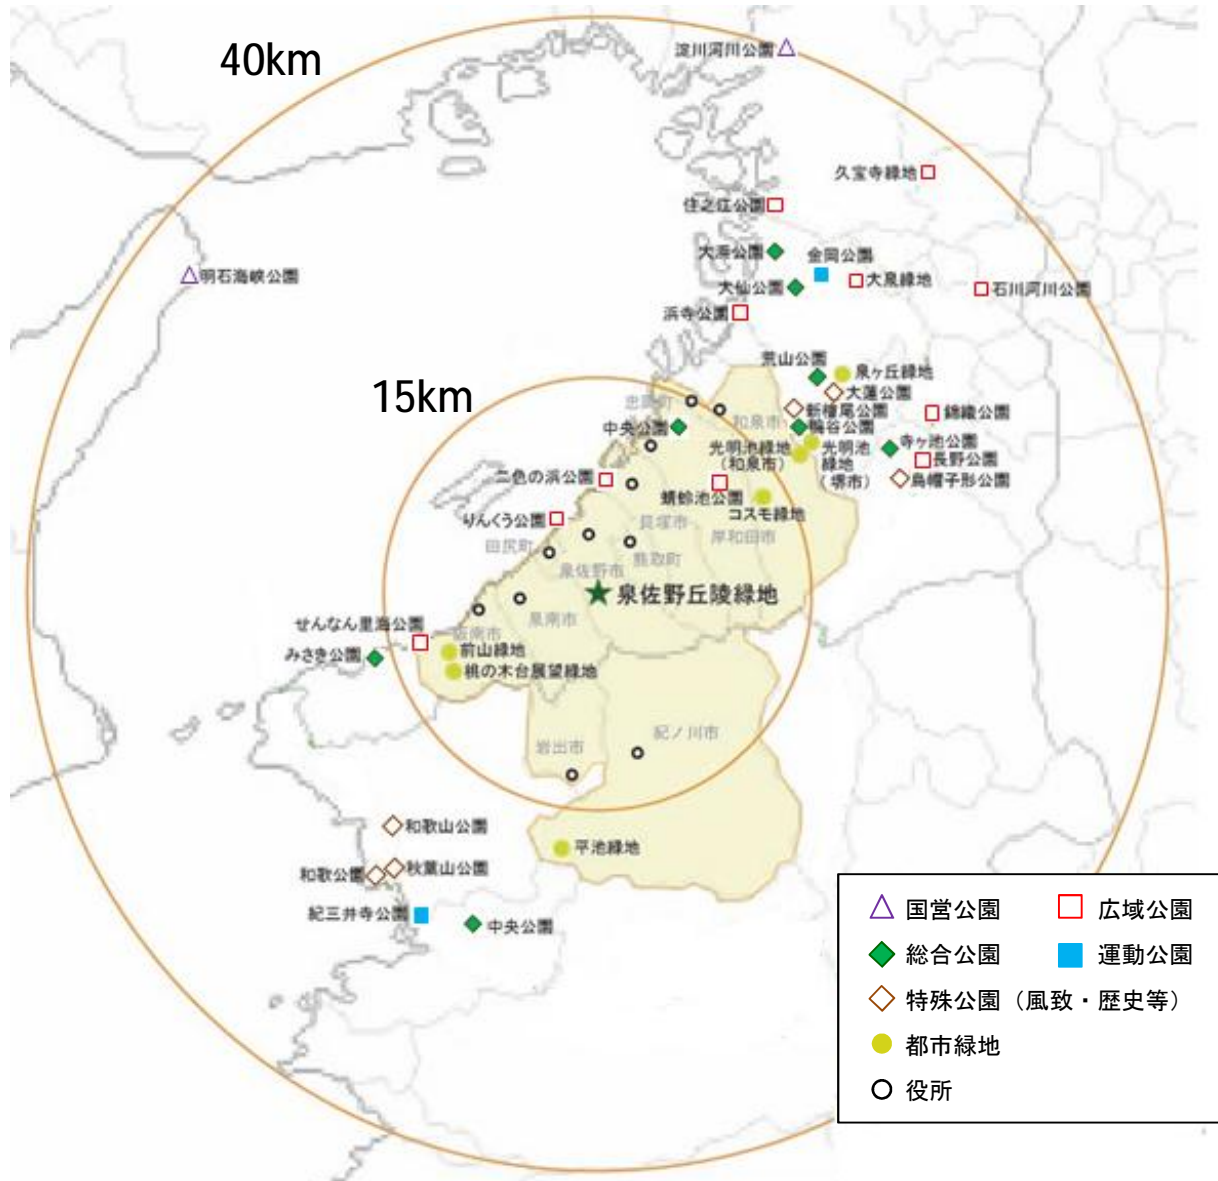 40km
淀川河川公園
久宝寺緑地
住之江公園
大浜公園
金岡公園
明石海峡公園
大仙公園
大泉緑地
石川河川公園
浜寺公園
15km
荒山公園
泉ヶ丘緑地
大蓮公園
忠岡町
和泉市
新檜尾公園
錦織公園
中央公園
鴨谷公園
光明池緑地
(和泉市)
光明池
緑地
(堺市)
寺ヶ池公園
長野公園
烏帽子形公園
二色の浜公園
蜻蛉池公園
コスモ緑地
りんくう公園
貝塚市
岸和田市
田尻町
熊取町
泉佐野市
泉佐野丘陵緑地
泉南市
せんなん里海公園
阪南市
みさき公園
前山緑地
桃の木台展望緑地
紀ノ川市
岩出市
和歌山公園
平池緑地
秋葉山公園
和歌公園
紀三井寺公園
中央公園
国営公園
広域公園
総合公園
運動公園
特殊公園（風致・歴史等）
都市緑地
役所